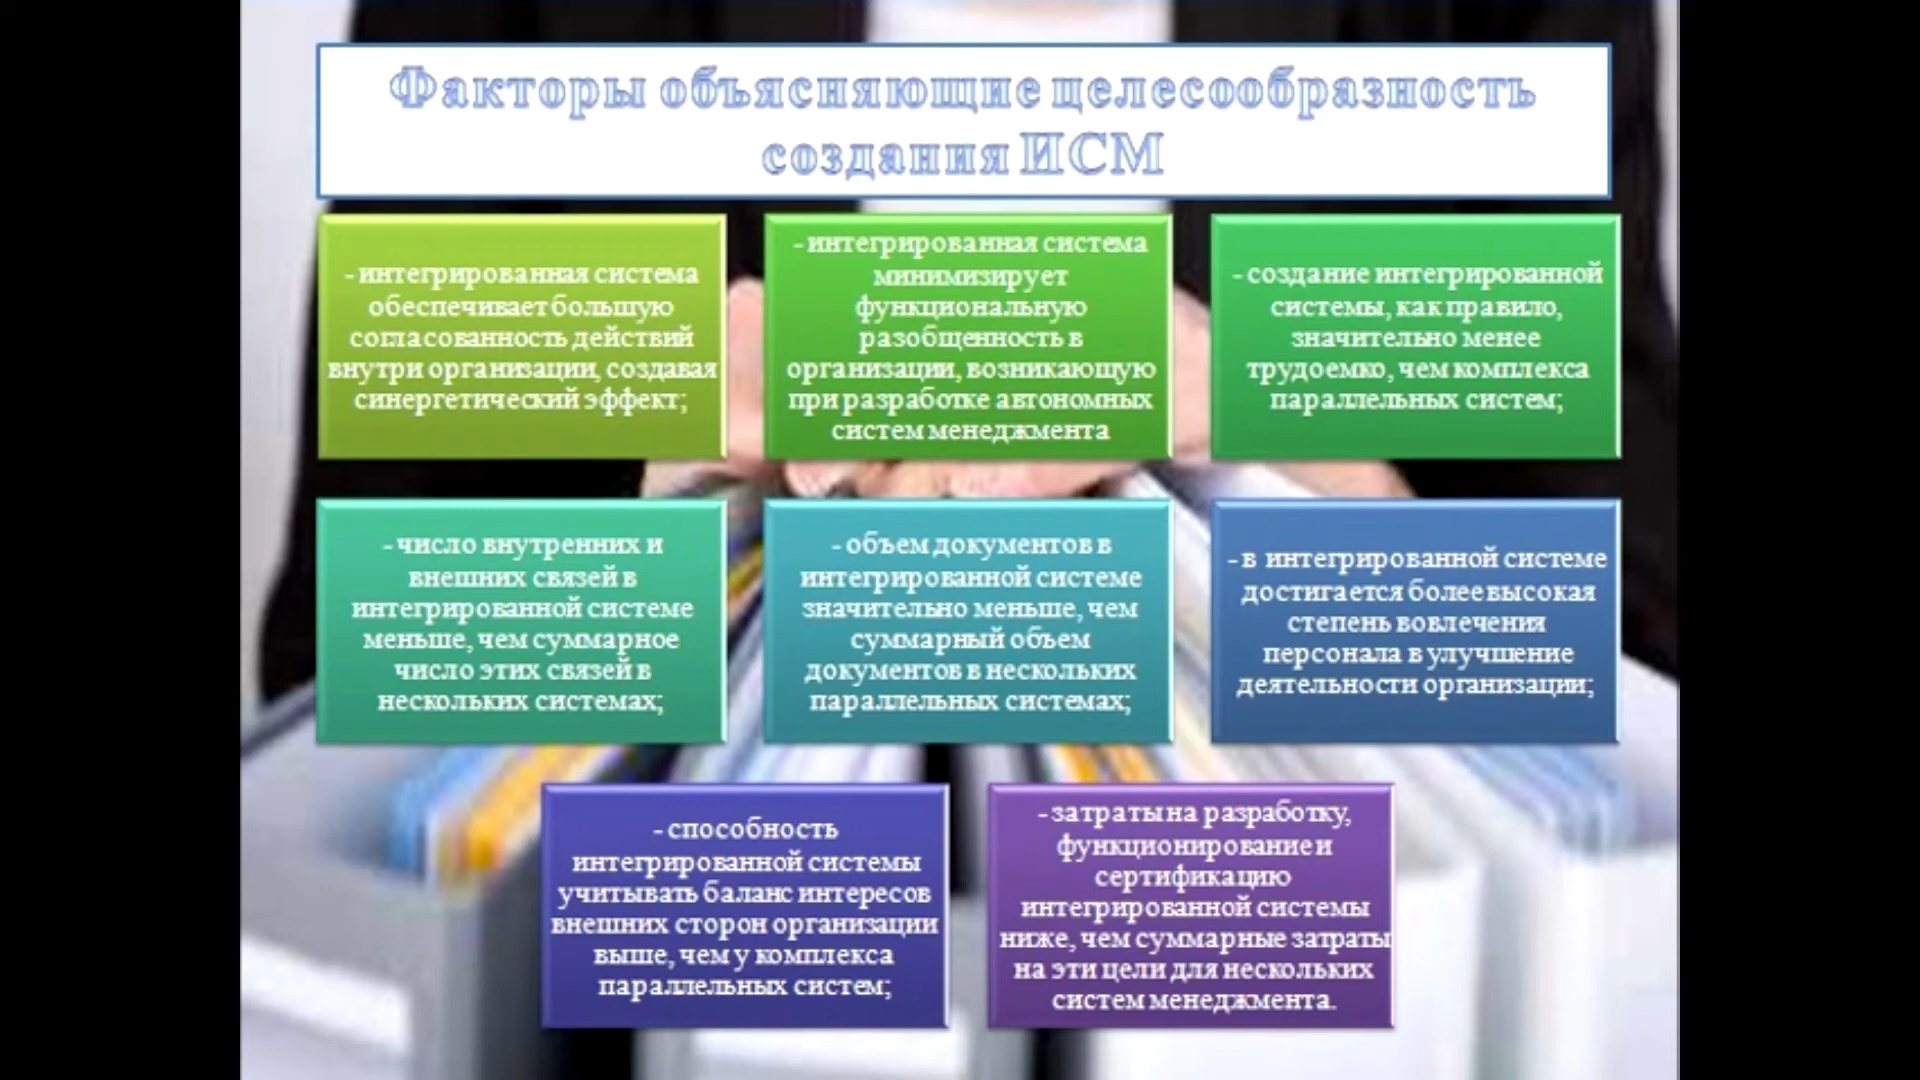 Факторы объясняющие целесообразность
создания ИСМ
- интегрированная система
обеспечивает большую
согласованность действий
внутри организации, создавая
синергетический эффект;
- интегрированная система
минимизирует
функциональную
разобщенность в
организации, возникающую
при разработке автономных
систем менеджмента
- создание интегрированной
системы, как правило,
значительно менее
трудоемко, чем комплекса
параллельных систем;
- число внутренних и
внешних связей в
интегрированной системе
меньше, чем суммарное
число этих связей в
нескольких системах;
- объем документов в
интегрированной системе
значительно меньше, чем
суммарный объем
документов в нескольких
параллельных системах;
- в интегрированной системе
достигается более высокая
степень вовлечения
персонала в улучшение
деятельности организации;
- способность
интегрированной системы
учитывать баланс интересов
внешних сторон организации
выше, чем у комплекса
параллельных систем;
- затраты на разработку,
функционирование и
сертификацию
интегрированной системы
ниже, чем суммарные затраты
на эти цели для нескольких
систем менеджмента.